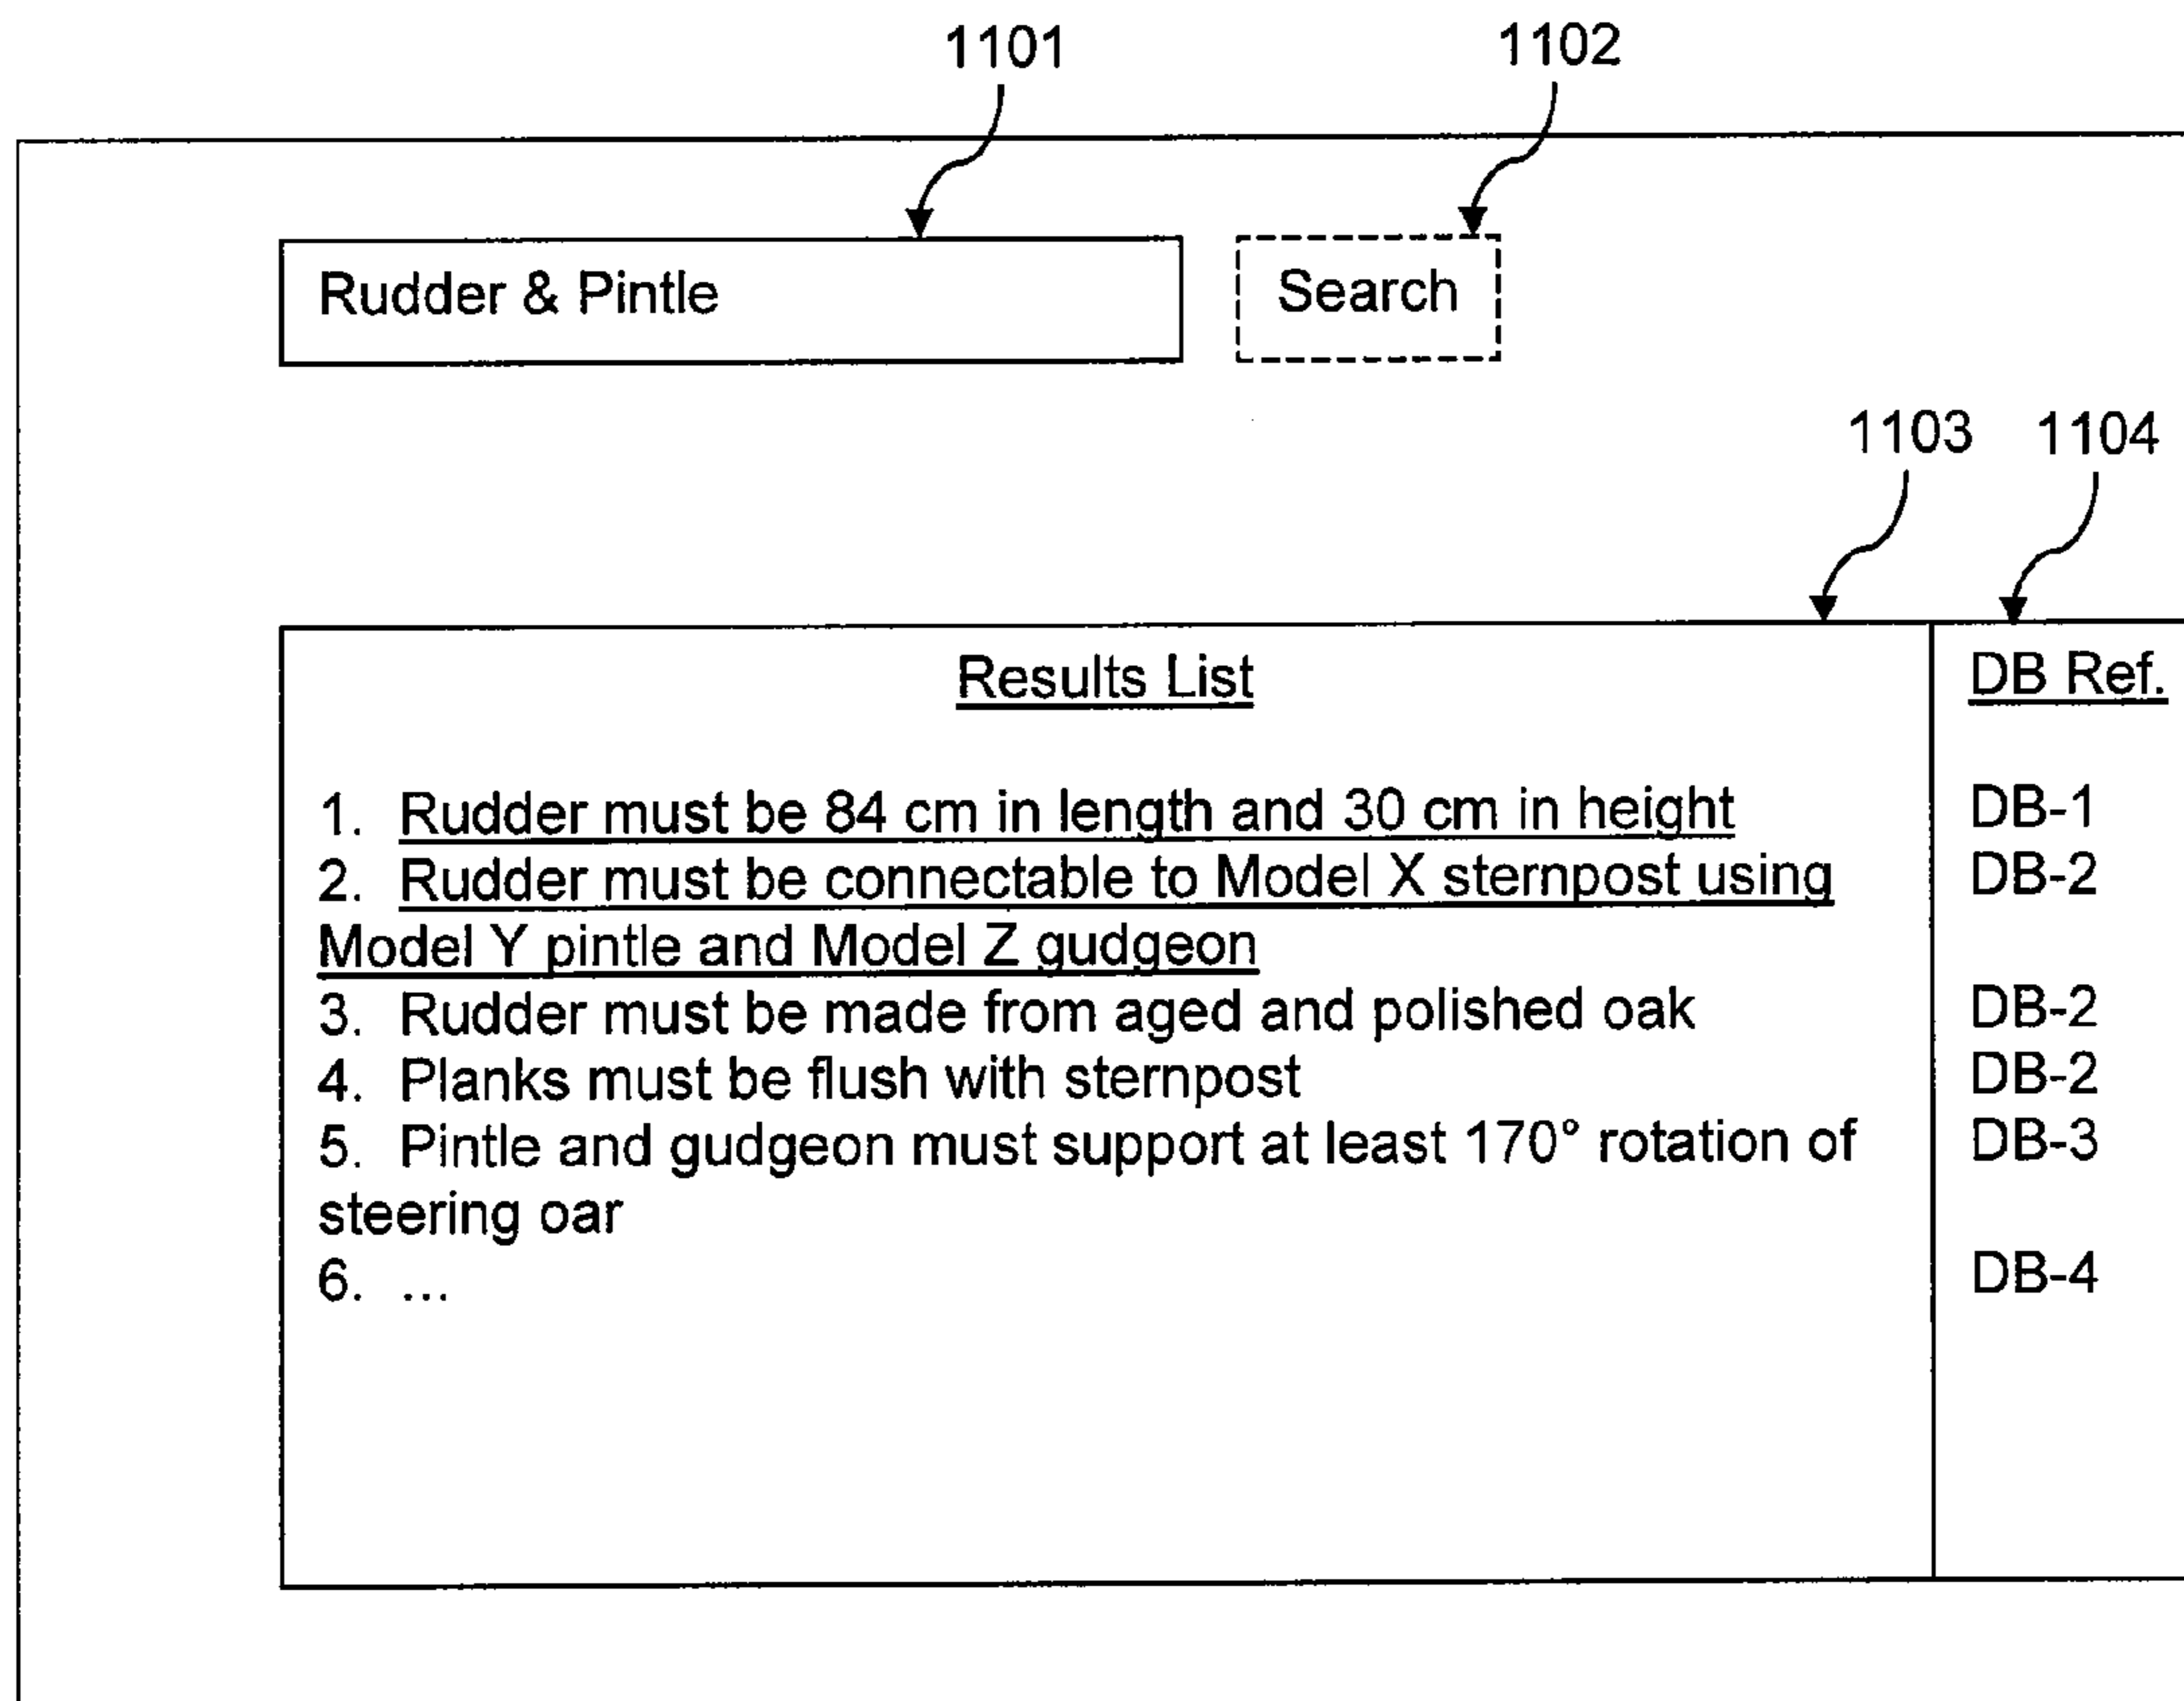 1101 1102
Rudder & Pintle Search
1103 1104
Results List DB Ref.
1. Rudder must be 84 cm in length and 30 cm in height DB-1
2. Rudder must be connectable to Model X sternpost using DB-2
Model Y pintle and Model Z gudgeon
3. Rudder must be made from aged and polished oak DB-2
4. Planks must be flush with sternpost DB-2
5. Pintle and gudgeon must support at least 170° rotation of DB-3
steering oar
6. ... DB-4